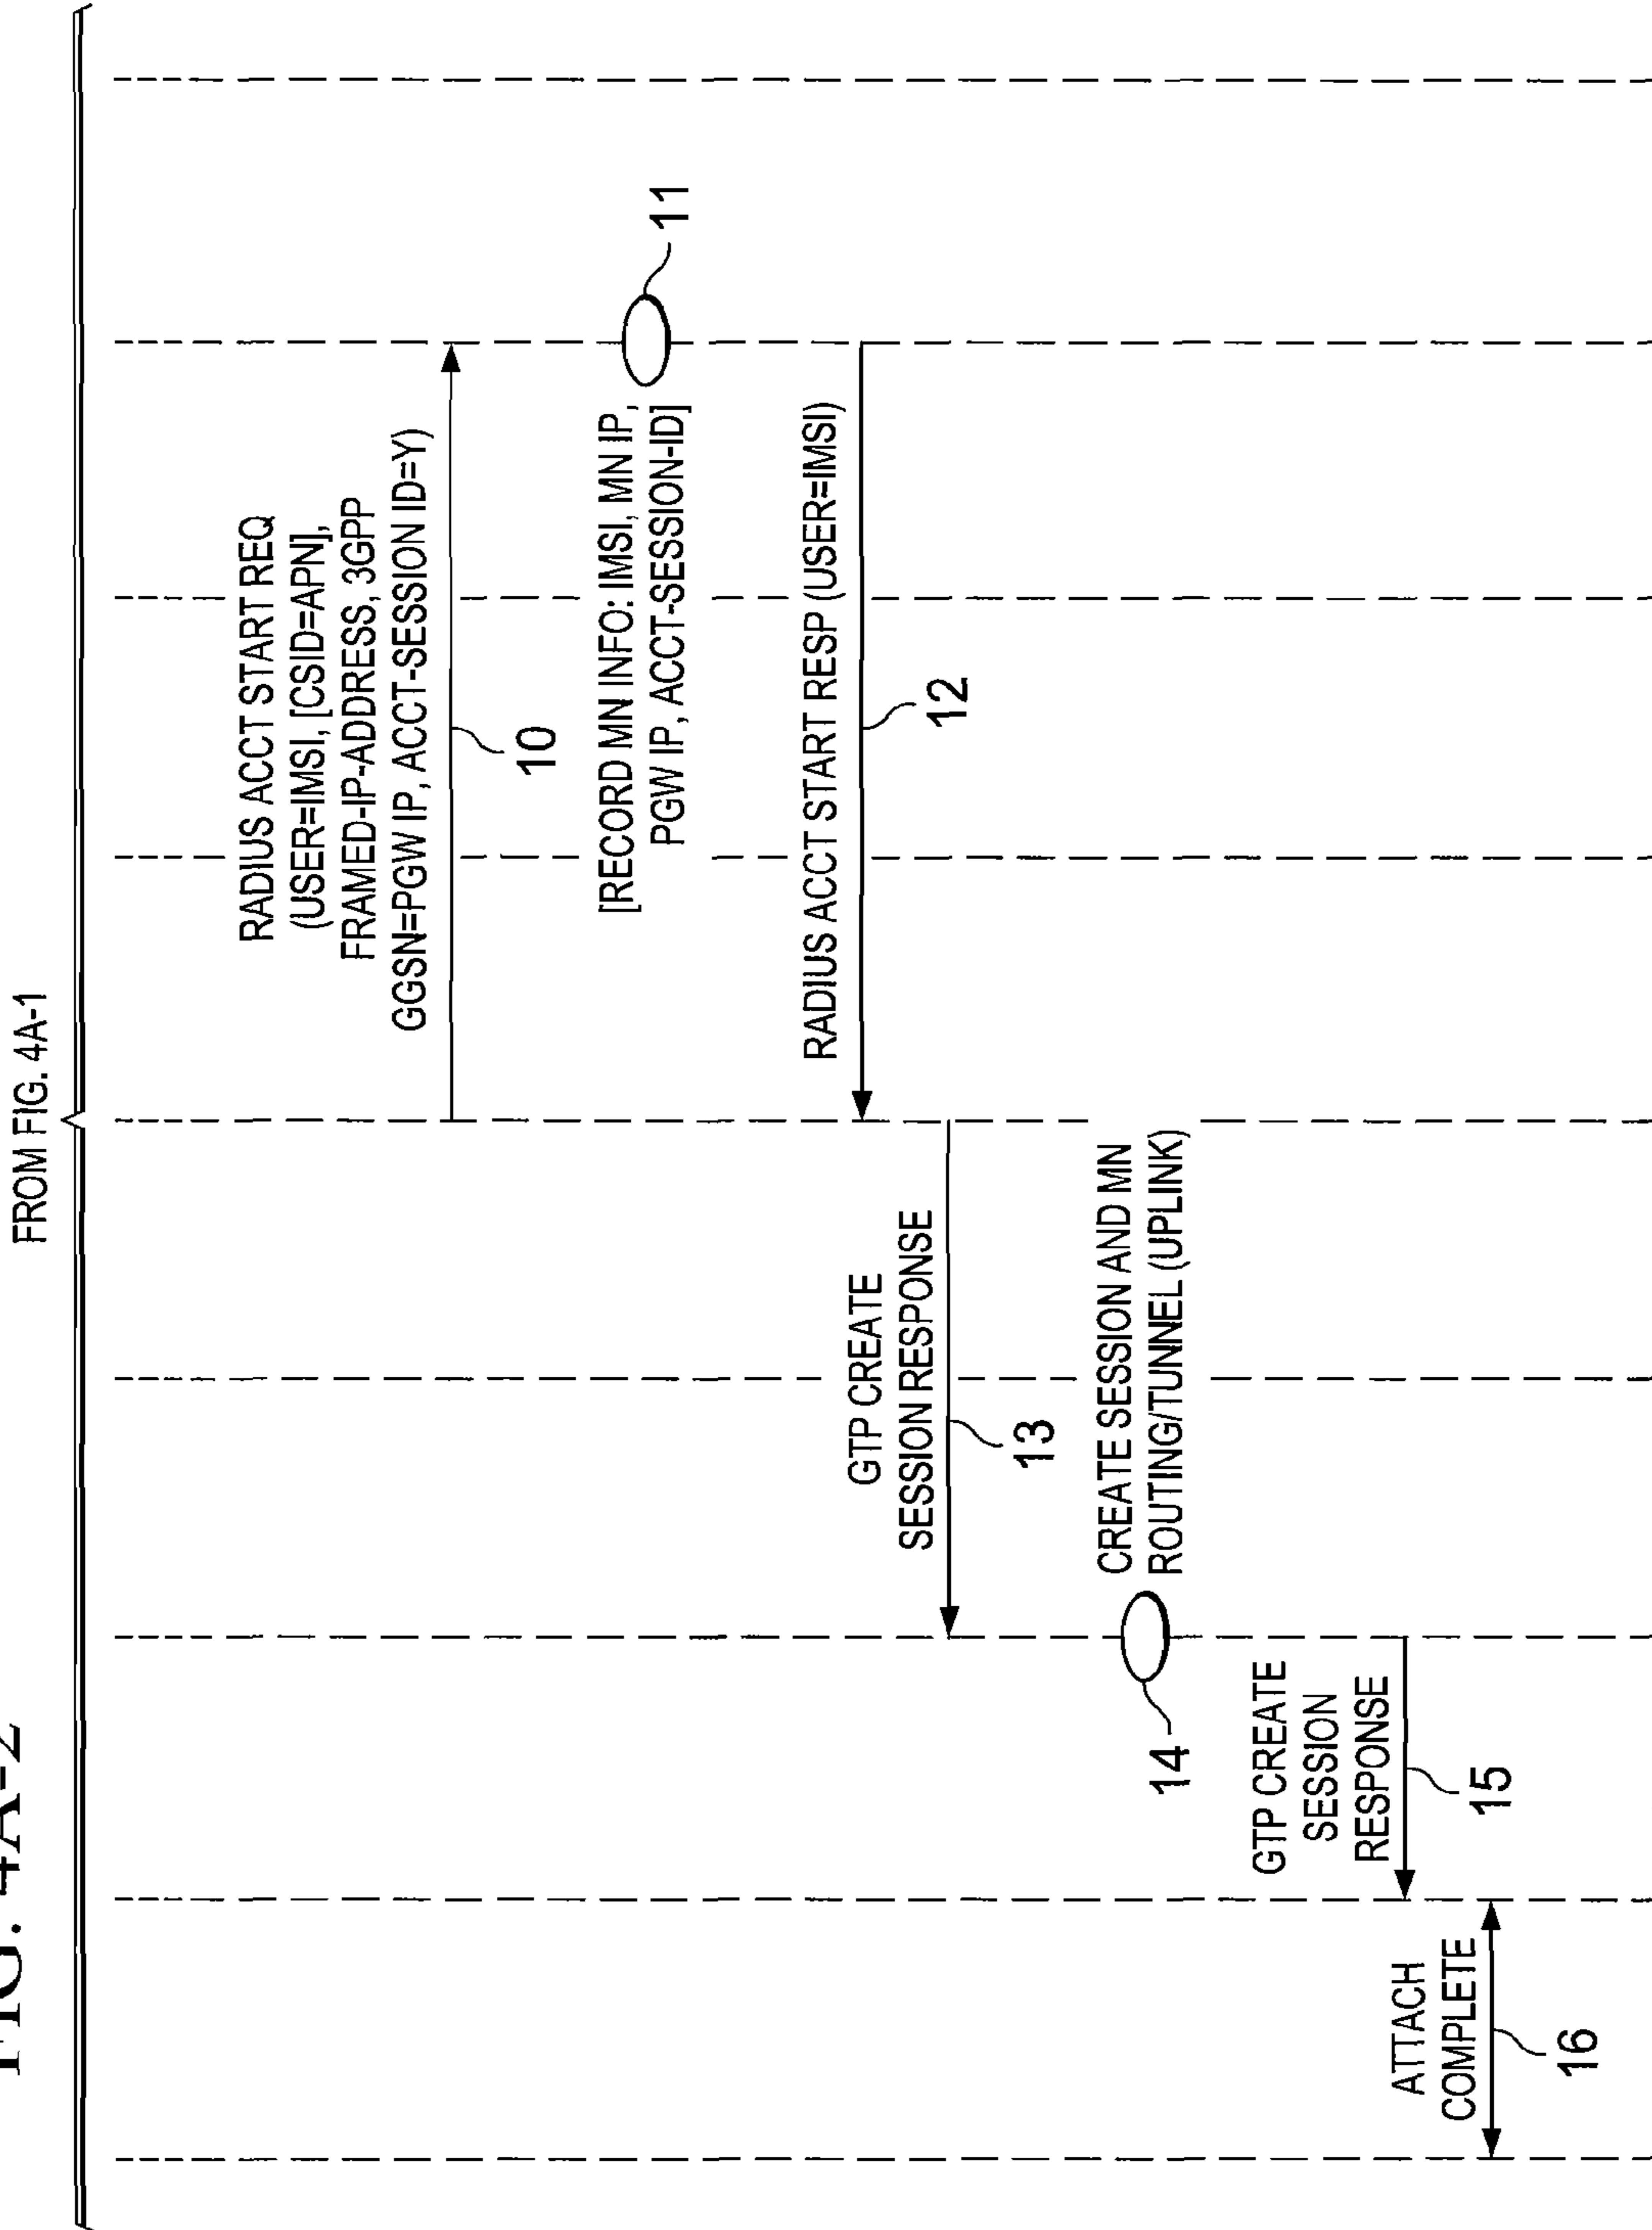 FIG. 4A-2
FROM FIG. 4A-1
RADIUS ACCT START REQ
(USER=IMSI, [CSID=APN],
FRAMED-IP-ADDRESS, 3GPP
GGSN=PGW IP, ACCT-SESSION ID=Y)
10
[RECORD MN INFO: IMSI, MN IP,
PGW IP, ACCT-SESSION-ID]
11
RADIUS ACCT START RESP (USER=IMSI)
12
GTP CREATE
SESSION RESPONSE
13
CREATE SESSION AND MN
ROUTING/TUNNEL (UPLINK)
14
GTP CREATE
SESSION
RESPONSE
15
ATTACH
COMPLETE
16